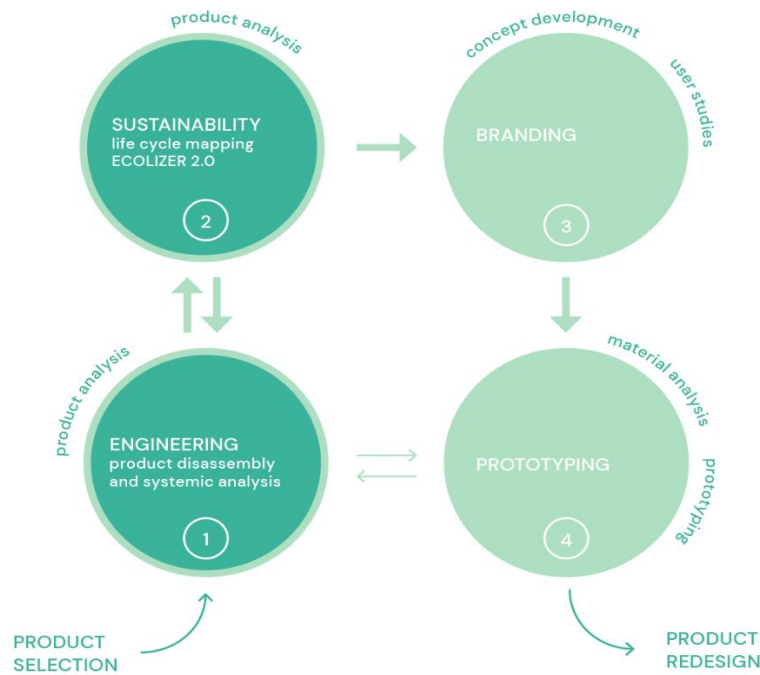 product analysis
concept development
user studies
SUSTAINABILITY
life cycle mapping
ECOLIZER 2.0
2
BRANDING
3
product analysis
material analysis
prototyping
ENGINEERING
product disassembly
and systemic analysis
1
PROTOTYPING
4
PRODUCT
SELECTION
PRODUCT
REDESIGN